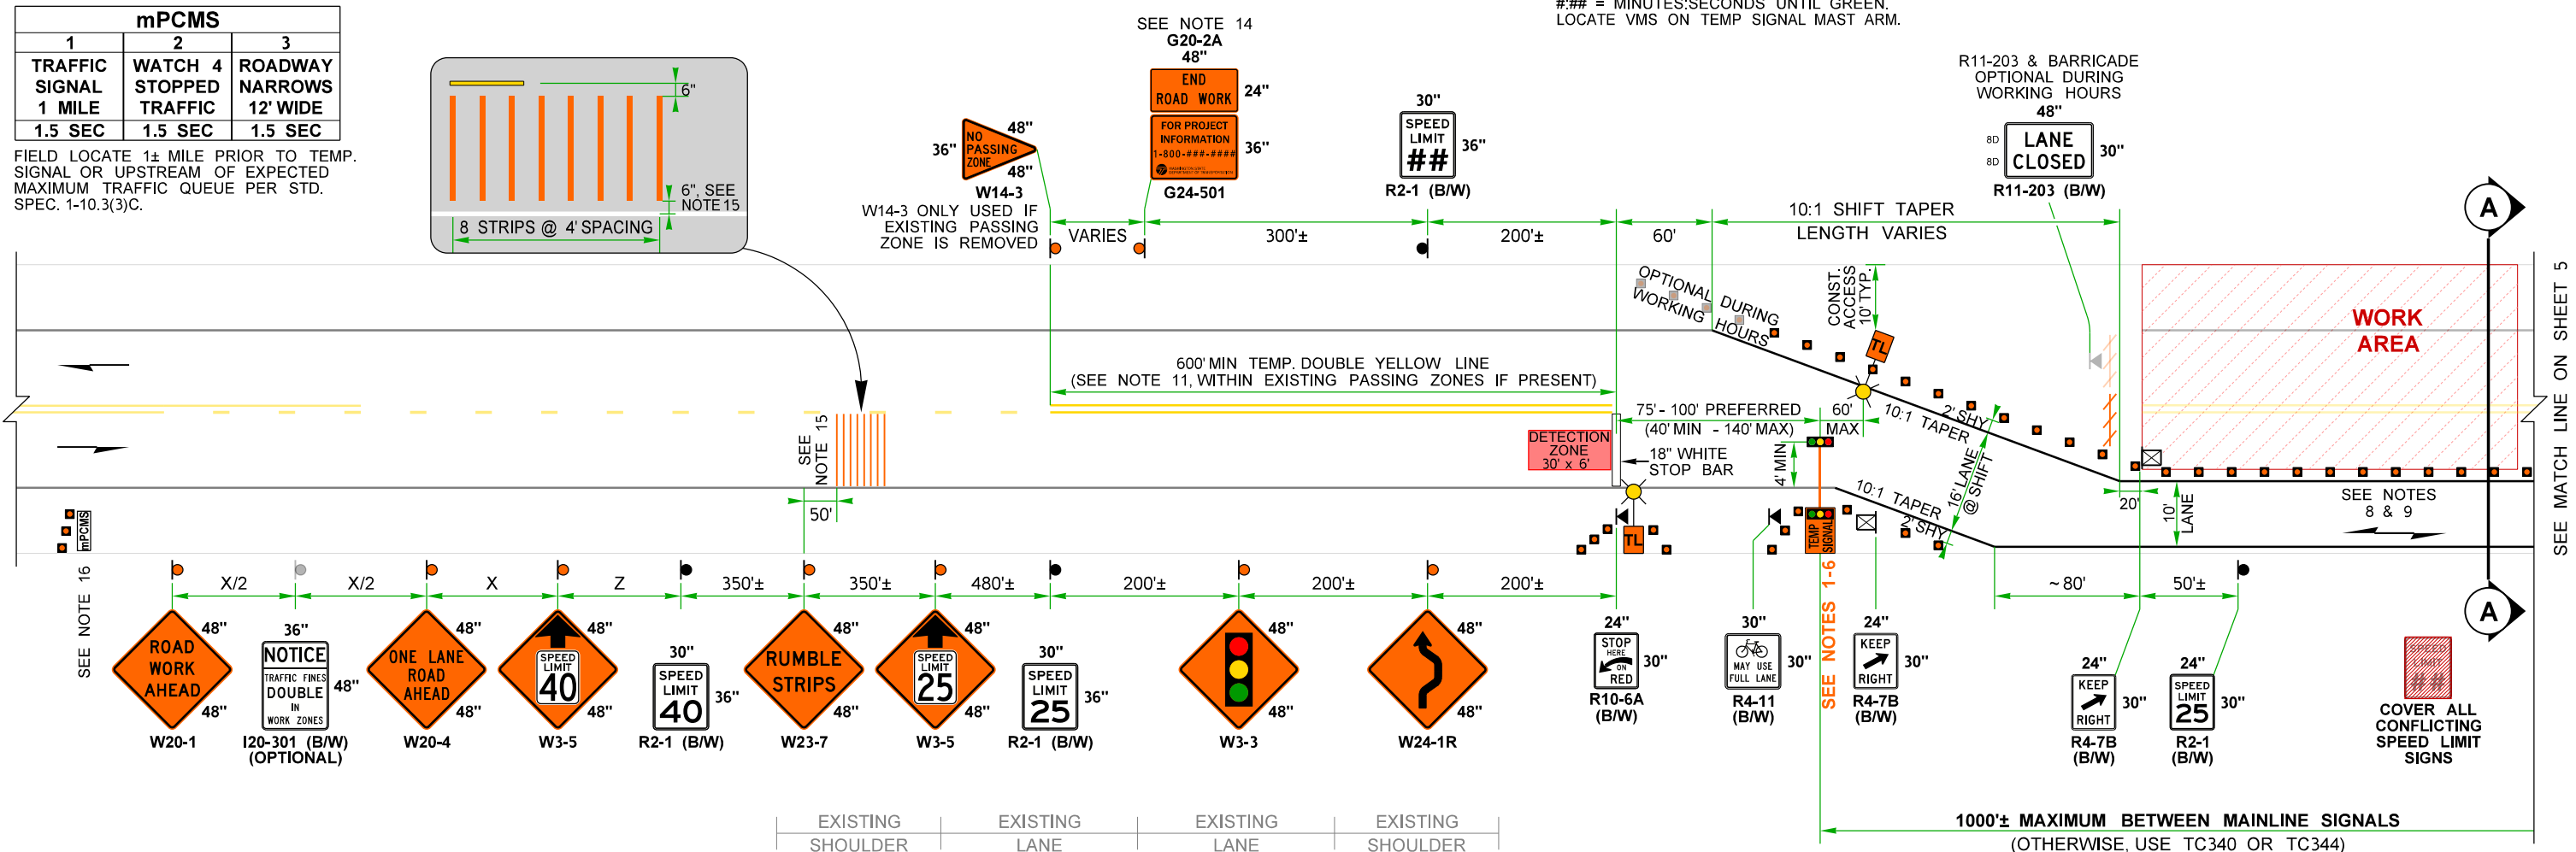 mPCMS
1 2 3
TRAFFIC SIGNAL 1 MILE
WATCH 4 STOPPED TRAFFIC
ROADWAY NARROWS 12' WIDE
1.5 SEC 1.5 SEC 1.5 SEC
FIELD LOCATE 1± MILE PRIOR TO TEMP.
SIGNAL OR UPSTREAM OF EXPECTED
MAXIMUM TRAFFIC QUEUE PER STD.
SPEC. 1-10.3(3)C.
6"
6", SEE
NOTE 15
8 STRIPS @ 4' SPACING
#:## = MINUTES:SECONDS UNTIL GREEN.
LOCATE VMS ON TEMP SIGNAL MAST ARM.
NO
PASSING
ZONE
36"
48"
48"
W14-3
W14-3 ONLY USED IF
EXISTING PASSING
ZONE IS REMOVED
SEE NOTE 14
G20-2A
48"
END
ROAD WORK
24"
FOR PROJECT
INFORMATION
1-800-###-####
36"
G24-501
30"
SPEED
LIMIT
##
36"
R2-1 (B/W)
R11-203 & BARRICADE
OPTIONAL DURING
WORKING HOURS
48"
8D
8D
LANE
CLOSED
30"
R11-203 (B/W)
VARIES
300'±
200'±
60'
10:1 SHIFT TAPER
LENGTH VARIES
A
OPTIONAL DURING
WORKING HOURS
CONST.
ACCESS
10' TYP.
TL
WORK
AREA
SEE MATCH LINE ON SHEET 5
600' MIN TEMP. DOUBLE YELLOW LINE
(SEE NOTE 11, WITHIN EXISTING PASSING ZONES IF PRESENT)
SEE
NOTE 15
50'
75' - 100' PREFERRED
(40' MIN - 140' MAX)
60'
MAX
DETECTION
ZONE
30' x 6'
18" WHITE
STOP BAR
4' MIN
10:1 TAPER
2' SHY
10:1 TAPER
2' SHY
16' LANE
@ SHIFT
20'
10'
LANE
SEE NOTES
8 & 9
mPCMS
SEE NOTE 16
TL
TEMP
SIGNAL
SEE NOTES 1-6
X/2
X/2
X
Z
350'±
350'±
480'±
200'±
200'±
200'±
~80'
50'±
A
ROAD
WORK
AHEAD
48"
48"
W20-1
36"
NOTICE
TRAFFIC FINES
DOUBLE
IN
WORK ZONES
48"
I20-301 (B/W)
(OPTIONAL)
ONE LANE
ROAD
AHEAD
48"
48"
W20-4
SPEED
LIMIT
40
48"
48"
W3-5
30"
SPEED
LIMIT
40
36"
R2-1 (B/W)
RUMBLE
STRIPS
48"
48"
W23-7
SPEED
LIMIT
25
48"
48"
W3-5
30"
SPEED
LIMIT
25
36"
R2-1 (B/W)
48"
48"
W3-3
48"
48"
W24-1R
24"
STOP
HERE
ON
RED
30"
R10-6A
(B/W)
30"
MAY USE
FULL LANE
30"
R4-11
(B/W)
24"
KEEP
RIGHT
30"
R4-7B
(B/W)
24"
KEEP
RIGHT
30"
R4-7B
(B/W)
24"
SPEED
LIMIT
25
30"
R2-1
(B/W)
SPEED
LIMIT
##
COVER ALL
CONFLICTING
SPEED LIMIT
SIGNS
EXISTING SHOULDER
EXISTING LANE
EXISTING LANE
EXISTING SHOULDER
1000'± MAXIMUM BETWEEN MAINLINE SIGNALS
(OTHERWISE, USE TC340 OR TC344)